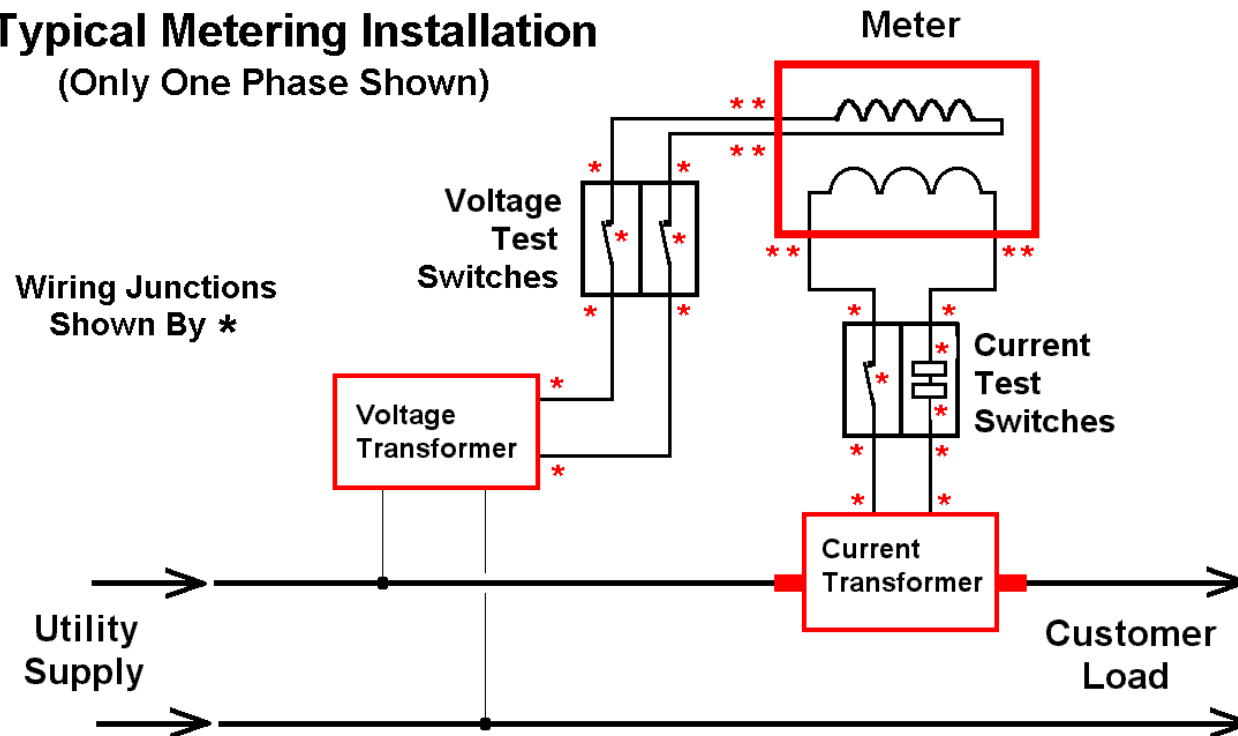 Typical Metering Installation
(Only One Phase Shown)
Meter
Voltage
Test
Switches
Wiring Junctions
Shown By *
Current
Test
Switches
Voltage
Transformer
Current
Transformer
Utility
Supply
Customer
Load